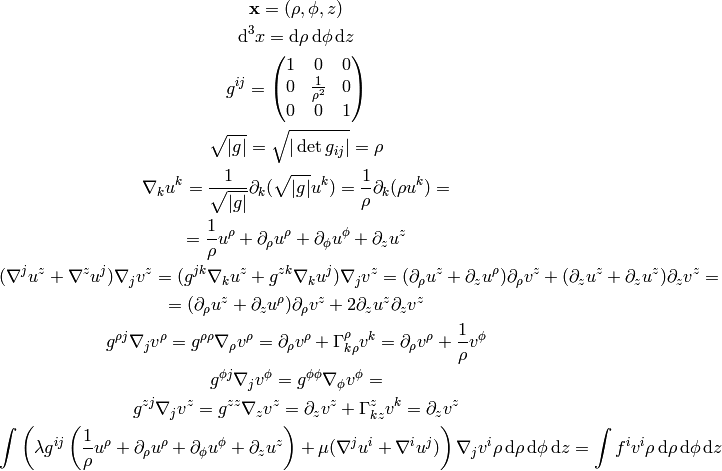 𝐱 = (ρ, ϕ, z)
d³x = dρ dϕ dz
g^{ij} = \begin{pmatrix} 1 & 0 & 0 \\ 0 & \frac{1}{ρ^2} & 0 \\ 0 & 0 & 1 \end{pmatrix}
\sqrt{|g|} = \sqrt{|\det g_{ij}|} = ρ
∇_k u^k = \frac{1}{\sqrt{|g|}} ∂_k(\sqrt{|g|} u^k) = \frac{1}{ρ} ∂_k(ρu^k) =
= \frac{1}{ρ} u^ρ + ∂_ρ u^ρ + ∂_ϕ u^ϕ + ∂_z u^z
(∇^j u^z + ∇^z u^j)∇_j v^z = (g^{jk}∇_k u^z + g^{zk}∇_k u^j)∇_j v^z = (∂_ρ u^z + ∂_z u^ρ)∂_ρ v^z + (∂_z u^z + ∂_z u^z)∂_z v^z =
= (∂_ρ u^z + ∂_z u^ρ)∂_ρ v^z + 2∂_z u^z ∂_z v^z
g^{ρj}∇_j v^ρ = g^{ρρ}∇_ρ v^ρ = ∂_ρ v^ρ + Γ^ρ_{kρ} v^k = ∂_ρ v^ρ + \frac{1}{ρ} v^ϕ
g^{ϕj}∇_j v^ϕ = g^{ϕϕ}∇_ϕ v^ϕ =
g^{zj}∇_j v^z = g^{zz}∇_z v^z = ∂_z v^z + Γ^z_{kz} v^k = ∂_z v^z
∫ \left( λg^{ij} \left( \frac{1}{ρ} u^ρ + ∂_ρ u^ρ + ∂_ϕ u^ϕ + ∂_z u^z \right) + μ(∇^j u^i + ∇^i u^j) \right) ∇_j v^i ρ dρ dϕ dz = ∫ f^i v^i ρ dρ dϕ dz